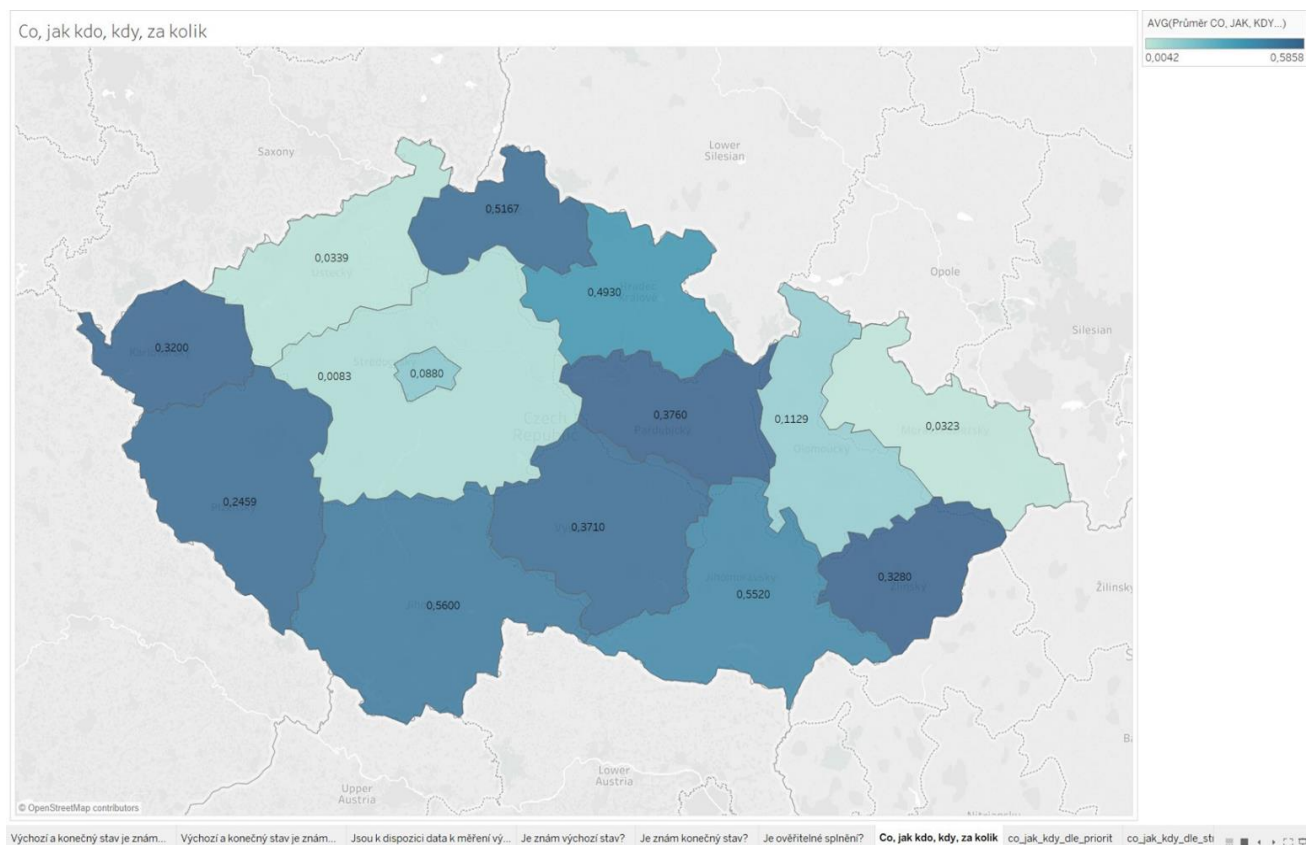 Co, jak kdo, kdy, za kolik
AVG(Průměr CO, JAK, KDY...)
0,0042 0,5858
Saxony
Lower
Silesian
0,5167
0,0339
Ústecký
0,4930
Opole
Silesian
0,3200
0,0083
0,0880
Czech
Republic
0,3760
Pardubický
0,1129
Olomoucký
0,0323
0,2459
0,3710
0,5600
0,5520
0,3280
Žilinsky
Lower
Austria
Upper
Austria
© OpenStreetMap contributors
Výchozí a konečný stav je znám... Výchozí a konečný stav je znám... Jsou k dispozici data k měření vý... Je znám výchozí stav? Je znám konečný stav? Je ověřitelné splnění? Co, jak kdo, kdy, za kolik co_jak_kdy_dle_priorit co_jak_kdy_dle_str